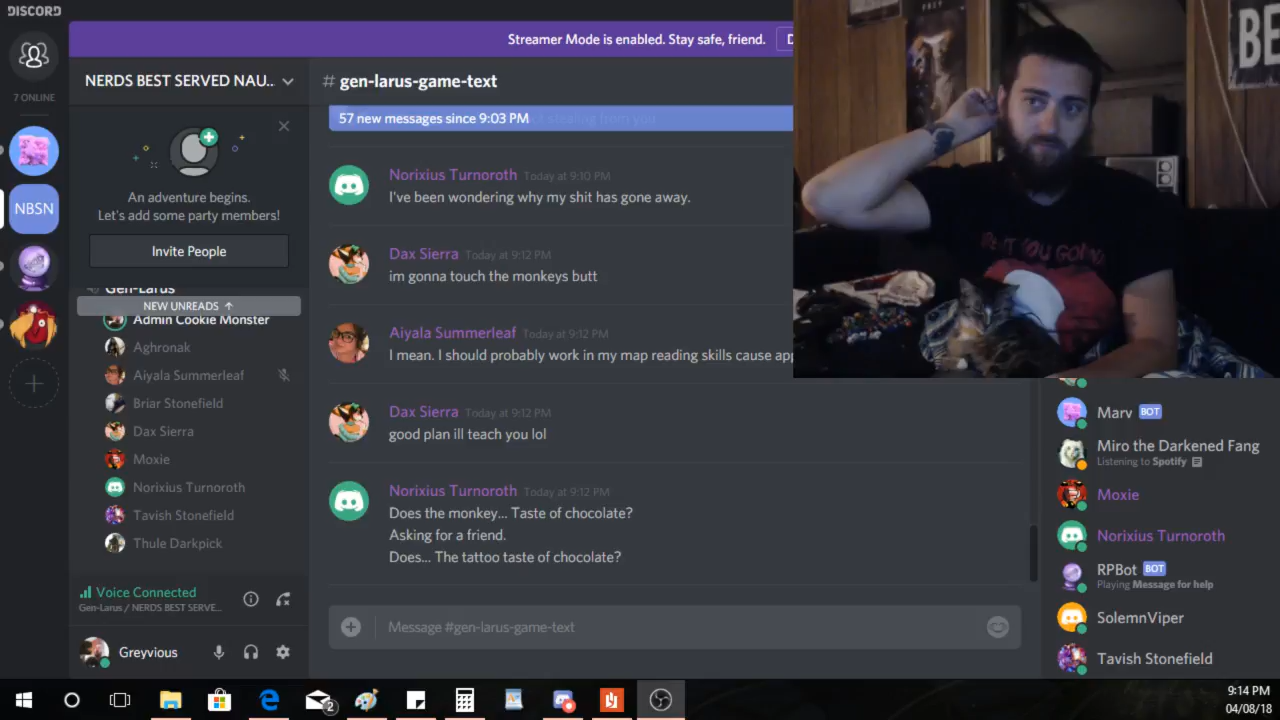 DISCORD
Streamer Mode is enabled. Stay safe, friend.
D
7 ONLINE
NBSN
NERDS BEST SERVED NAU...
An adventure begins.
Let's add some party members!
Invite People
Gen-Larus
NEW UNREADS ↑
Admin Cookie Monster
Aghronak
Aiyala Summerleaf
Briar Stonefield
Dax Sierra
Moxie
Norixius Turnoroth
Tavish Stonefield
Thule Darkpick
Voice Connected
Gen-Larus / NERDS BEST SERVE...
Greyvious
# gen-larus-game-text
57 new messages since 9:03 PM
stealing from you
Norixius Turnoroth Today at 9:10 PM
I've been wondering why my shit has gone away.
Dax Sierra Today at 9:12 PM
im gonna touch the monkeys butt
Aiyala Summerleaf Today at 9:12 PM
I mean. I should probably work in my map reading skills cause app
Dax Sierra Today at 9:12 PM
good plan ill teach you lol
Norixius Turnoroth Today at 9:12 PM
Does the monkey... Taste of chocolate?
Asking for a friend.
Does... The tattoo taste of chocolate?
Message #gen-larus-game-text
PREY
BE
YOU GONNA
Marv BOT
Miro the Darkened Fang
Listening to Spotify
Moxie
Norixius Turnoroth
RPBot BOT
Playing Message for help
SolemnViper
Tavish Stonefield
2
9:14 PM
04/08/18